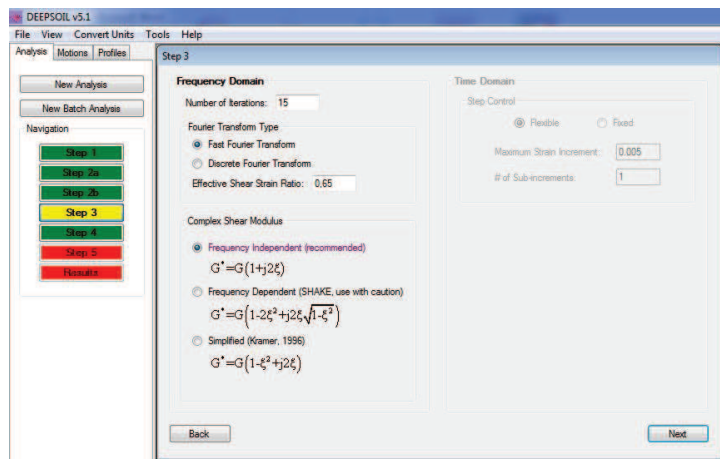 DEEPSOIL v5.1
File View Convert Units Tools Help
Analysis Motions Profiles
New Analysis
New Batch Analysis
Navigation
Step 1
Step 2a
Step 2b
Step 3
Step 4
Step 5
Results
Step 3
Frequency Domain
Number of Iterations: 15
Fourier Transform Type
Fast Fourier Transform
Discrete Fourier Transform
Effective Shear Strain Ratio: 0,65
Complex Shear Modulus
Frequency Independent (recommended)
G*=G(1+j2ξ)
Frequency Dependent (SHAKE, use with caution)
G*=G(1-2ξ²+j2ξ√1-ξ²)
Simplified (Kramer, 1996)
G*=G(1-ξ²+j2ξ)
Time Domain
Step Control
Flexible Fixed
Maximum Strain Increment: 0.005
# of Sub-increments: 1
Back
Next